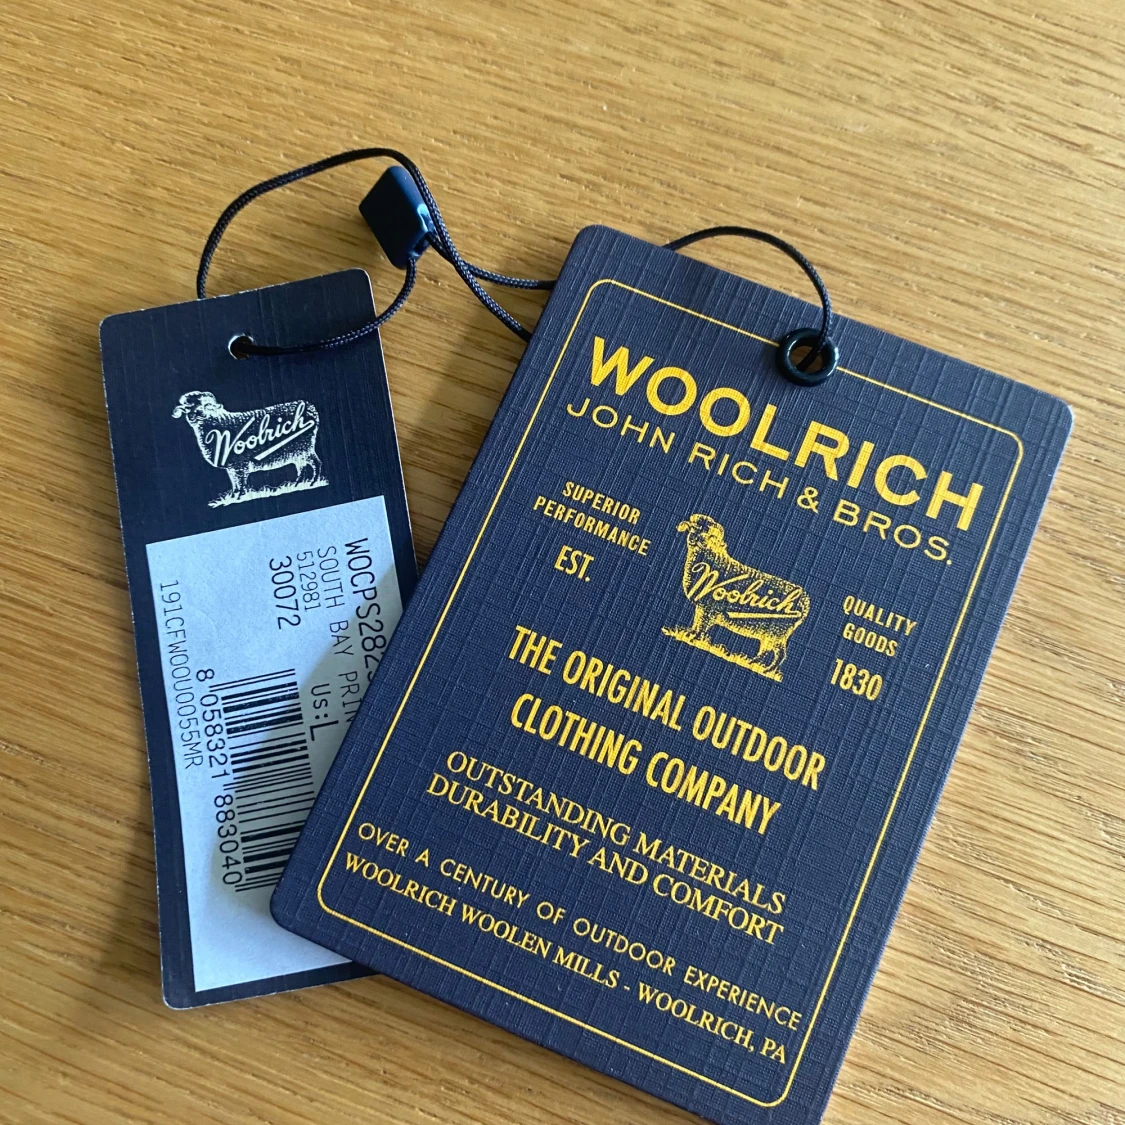 Woolrich
WOCPS282
SOUTH BAY PRIN
512981
30072
US:L
8 058321 883040
191CFWOOU0055MR
WOOLRICH
JOHN RICH & BROS.
SUPERIOR
PERFORMANCE
EST.
Woolrich
QUALITY
GOODS
1830
THE ORIGINAL OUTDOOR
CLOTHING COMPANY
OUTSTANDING MATERIALS
DURABILITY AND COMFORT
OVER A CENTURY OF OUTDOOR EXPERIENCE
WOOLRICH WOOLEN MILLS - WOOLRICH, PA